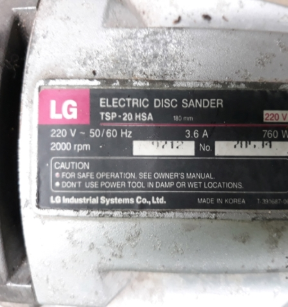 LG ELECTRIC DISC SANDER
TSP-20 HSA 180 mm 220 V
220 V ~ 50/60 Hz 3.6 A 760 W
2000 rpm No.
CAUTION
• FOR SAFE OPERATION, SEE OWNER'S MANUAL.
• DON'T USE POWER TOOL IN DAMP OR WET LOCATIONS.
LG Industrial Systems Co., Ltd. MADE IN KOREA